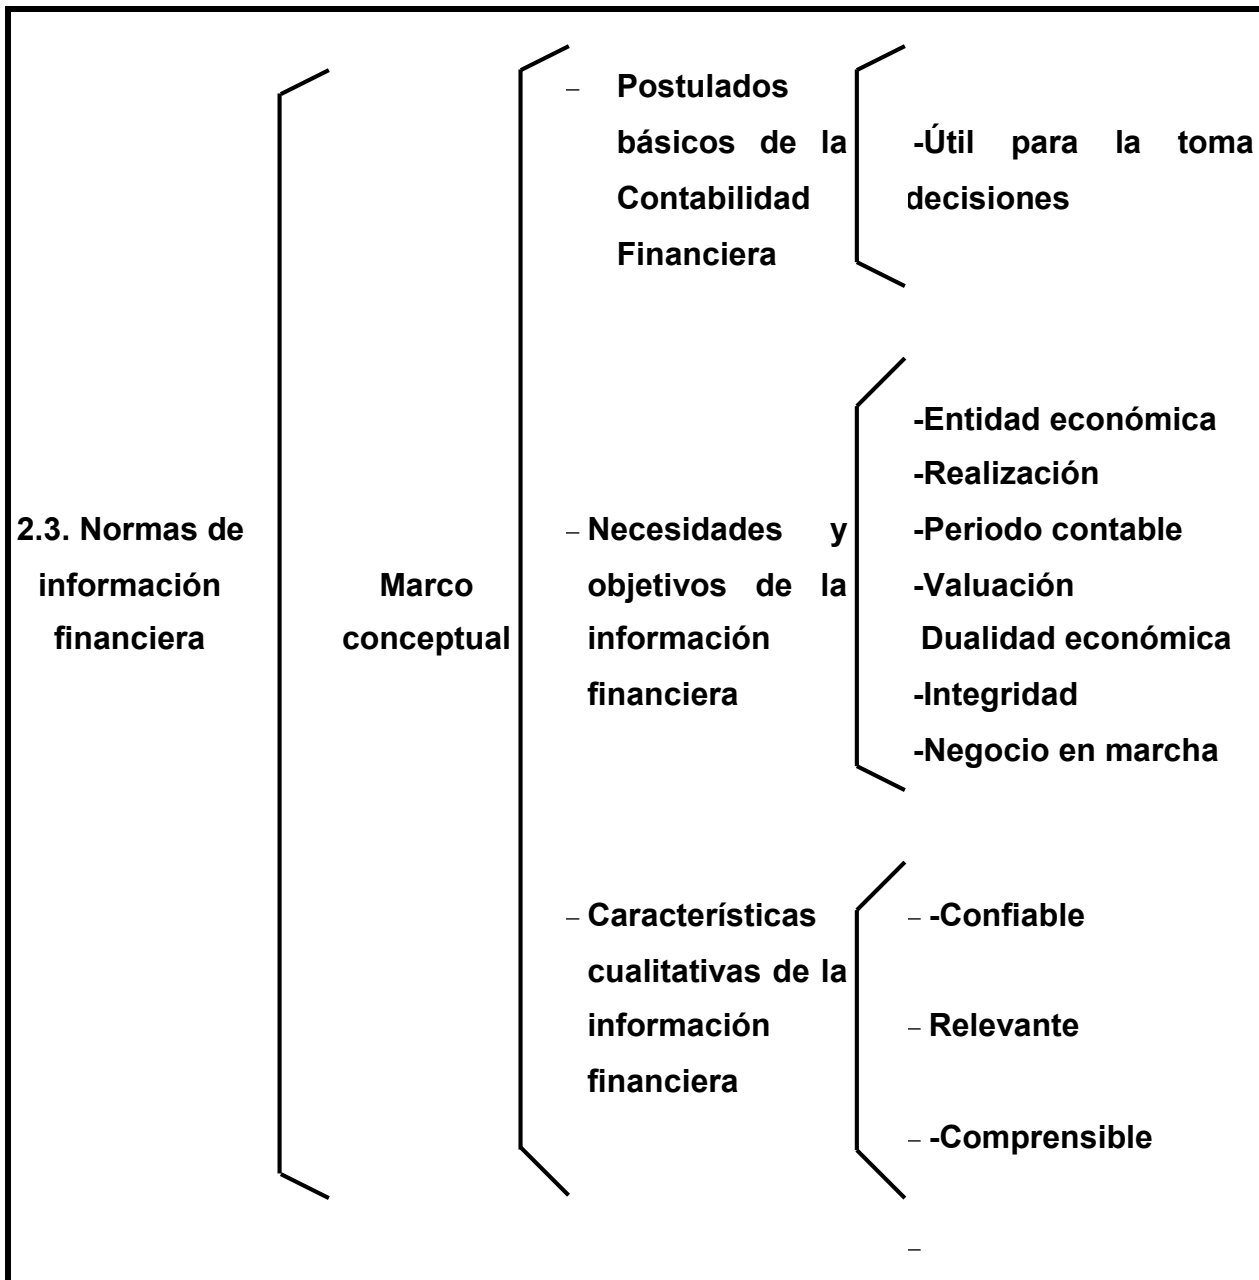 2.3. Normas de
información
financiera
Marco
conceptual
– Postulados
básicos de la
Contabilidad
Financiera
-Útil para la toma
decisiones
– Necesidades y
objetivos de la
información
financiera
-Entidad económica
-Realización
-Periodo contable
-Valuación
Dualidad económica
-Integridad
-Negocio en marcha
– Características
cualitativas de la
información
financiera
– -Confiable
– Relevante
– -Comprensible
–